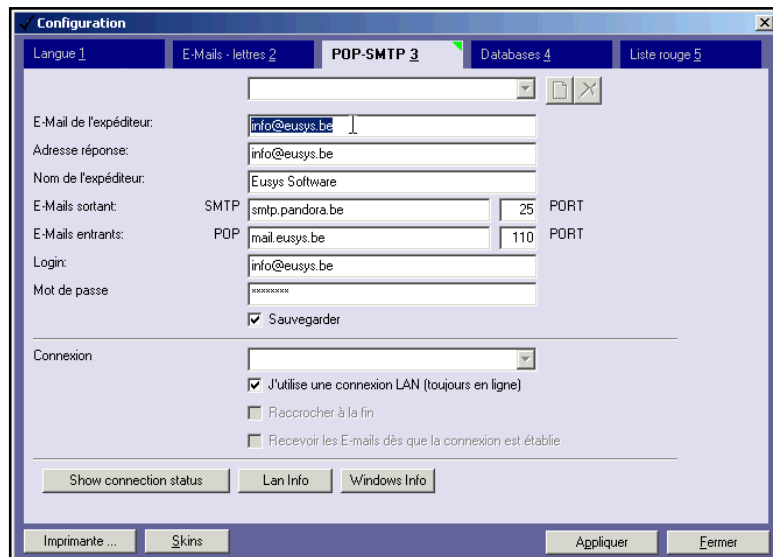 Configuration
Langue 1
E-Mails - lettres 2
POP-SMTP 3
Databases 4
Liste rouge 5
E-Mail de l'expéditeur: info@eusys.be
Adresse réponse: info@eusys.be
Nom de l'expéditeur: Eusys Software
E-Mails sortant: SMTP smtp.pandora.be 25 PORT
E-Mails entrants: POP mail.eusys.be 110 PORT
Login: info@eusys.be
Mot de passe ********
Sauvegarder
Connexion
J'utilise une connexion LAN (toujours en ligne)
Raccrocher à la fin
Recevoir les E-mails dès que la connexion est établie
Show connection status Lan Info Windows Info
Imprimante ... Skins Appliquer Fermer